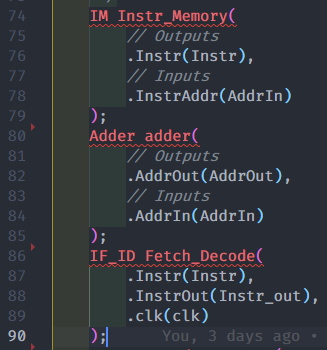 74 IM Instr_Memory(
75 // Outputs
76 .Instr(Instr),
77 // Inputs
78 .InstrAddr(AddrIn)
79 );
80 Adder adder(
81 // Outputs
82 .AddrOut(AddrOut),
83 // Inputs
84 .AddrIn(AddrIn)
85 );
86 IF_ID Fetch_Decode(
87 .Instr(Instr),
88 .InstrOut(Instr_out),
89 .clk(clk)
90 ); You, 3 days ago •